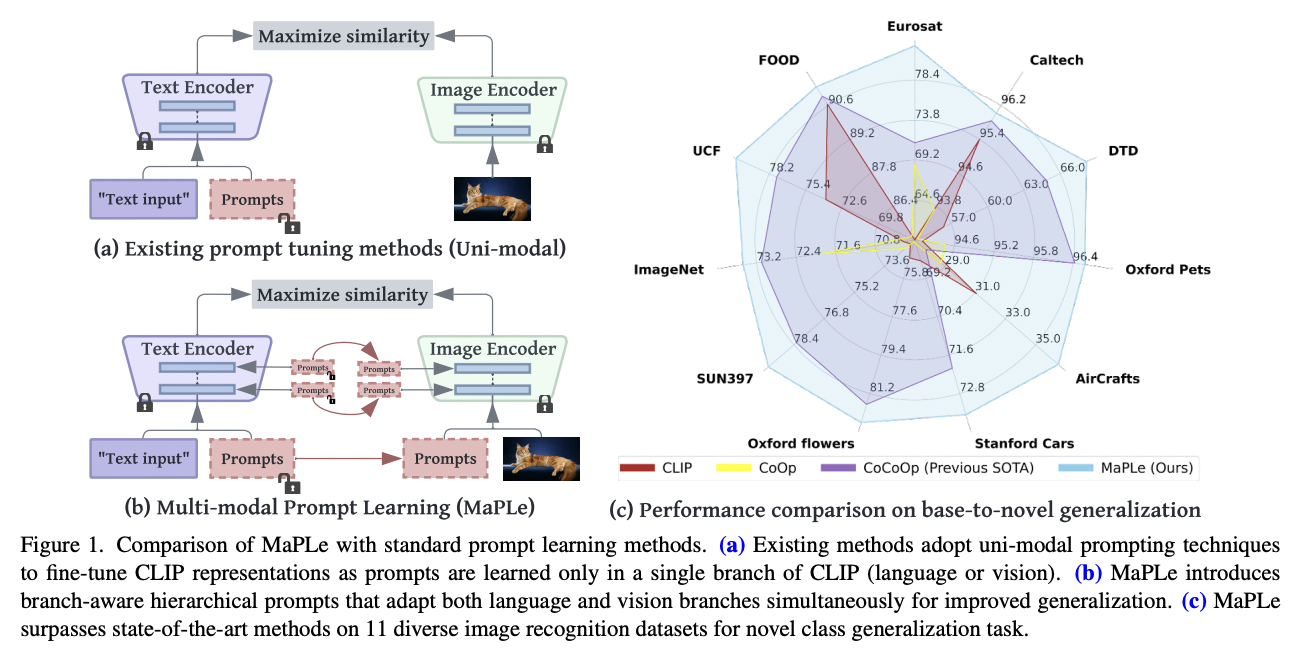 Maximize similarity
Text Encoder
Image Encoder
"Text input"
Prompts
(a) Existing prompt tuning methods (Uni-modal)
Maximize similarity
Text Encoder
Image Encoder
Prompts
Prompts
Prompts
Prompts
"Text input"
Prompts
Prompts
(b) Multi-modal Prompt Learning (MaPLe)
Eurosat
78.4
73.8
69.2
64.6
Caltech
96.2
95.4
94.6
93.8
DTD
66.0
63.0
60.0
57.0
Oxford Pets
96.4
95.8
95.2
94.6
AirCrafts
35.0
33.0
31.0
29.0
Stanford Cars
72.8
71.6
70.4
69.2
Oxford flowers
81.2
79.4
77.6
75.8
SUN397
78.4
76.8
75.2
73.6
ImageNet
73.2
72.4
71.6
70.8
UCF
78.2
75.4
72.6
69.8
FOOD
90.6
89.2
87.8
86.4
CLIP
CoOp
CoCoOp (Previous SOTA)
MaPLe (Ours)
(c) Performance comparison on base-to-novel generalization
Figure 1. Comparison of MaPLe with standard prompt learning methods. (a) Existing methods adopt uni-modal prompting techniques
to fine-tune CLIP representations as prompts are learned only in a single branch of CLIP (language or vision). (b) MaPLe introduces
branch-aware hierarchical prompts that adapt both language and vision branches simultaneously for improved generalization. (c) MaPLe
surpasses state-of-the-art methods on 11 diverse image recognition datasets for novel class generalization task.